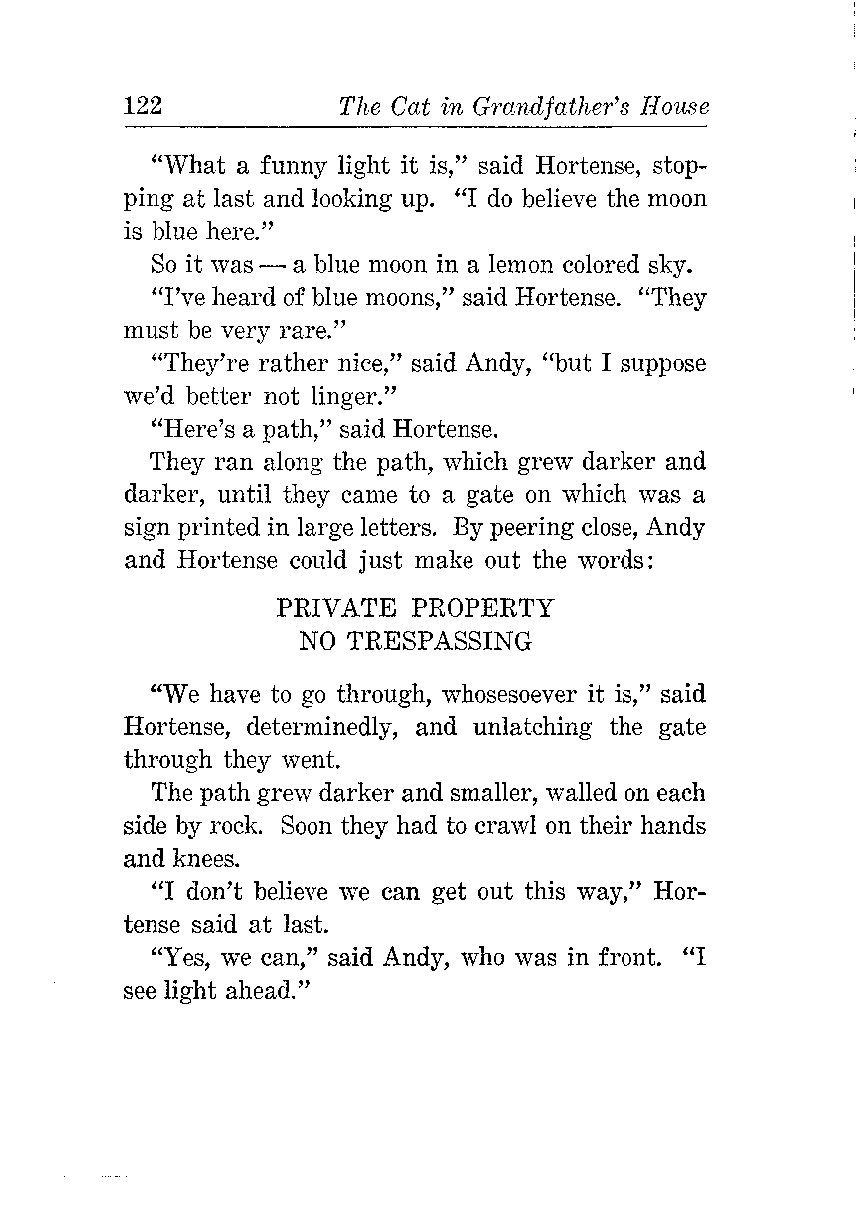 122 The Cat in Grandfather's House
“What a funny light it is,” said Hortense, stop-
ping at last and looking up. “I do believe the moon
is blue here.”
So it was — a blue moon in a lemon colored sky.
“I've heard of blue moons,” said Hortense. “They
must be very rare.”
“They're rather nice,” said Andy, “but I suppose
we'd better not linger.”
“Here's a path,” said Hortense.
They ran along the path, which grew darker and
darker, until they came to a gate on which was a
sign printed in large letters. By peering close, Andy
and Hortense could just make out the words:
PRIVATE PROPERTY
NO TRESPASSING
“We have to go through, whosesoever it is,” said
Hortense, determinedly, and unlatching the gate
through they went.
The path grew darker and smaller, walled on each
side by rock. Soon they had to crawl on their hands
and knees.
“I don't believe we can get out this way,” Hor-
tense said at last.
“Yes, we can,” said Andy, who was in front. “I
see light ahead.”